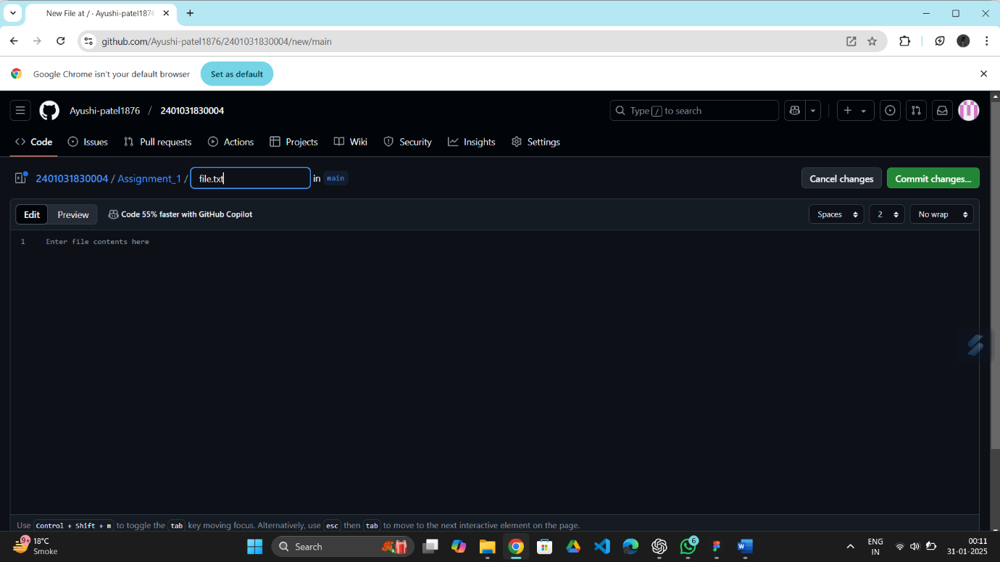 New File at / · Ayushi-patel1876
github.com/Ayushi-patel1876/2401031830004/new/main
Google Chrome isn't your default browser
Set as default
Ayushi-patel1876 / 2401031830004
Type / to search
Code
Issues
Pull requests
Actions
Projects
Wiki
Security
Insights
Settings
2401031830004 / Assignment_1 / file.txt in main
Cancel changes
Commit changes...
Edit
Preview
Code 55% faster with GitHub Copilot
Spaces
2
No wrap
1 Enter file contents here
Use Control + Shift + m to toggle the tab key moving focus. Alternatively, use esc then tab to move to the next interactive element on the page.
9+
18°C
Smoke
Search
6
ENG
IN
00:11
31-01-2025